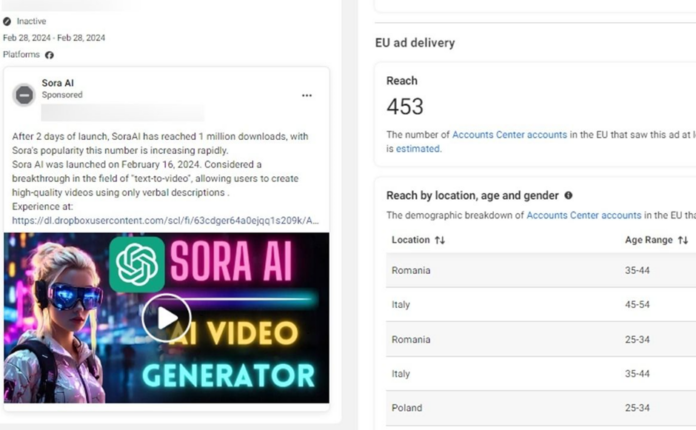 Inactive
Feb 28, 2024 - Feb 28, 2024
Platforms
Sora AI
Sponsored
After 2 days of launch, SoraAI has reached 1 million downloads, with
Sora's popularity this number is increasing rapidly.
Sora AI was launched on February 16, 2024. Considered a
breakthrough in the field of "text-to-video", allowing users to create
high-quality videos using only verbal descriptions .
Experience at:
https://dl.dropboxusercontent.com/scl/fi/63cdger64a0ejqq1s209k/A...
SORA AI
AI VIDEO
GENERATOR
EU ad delivery
Reach
453
The number of Accounts Center accounts in the EU that saw this ad at
is estimated.
Reach by location, age and gender
The demographic breakdown of Accounts Center accounts in the EU
Location Age Range
Romania 35-44
Italy 45-54
Romania 25-34
Italy 35-44
Poland 25-34